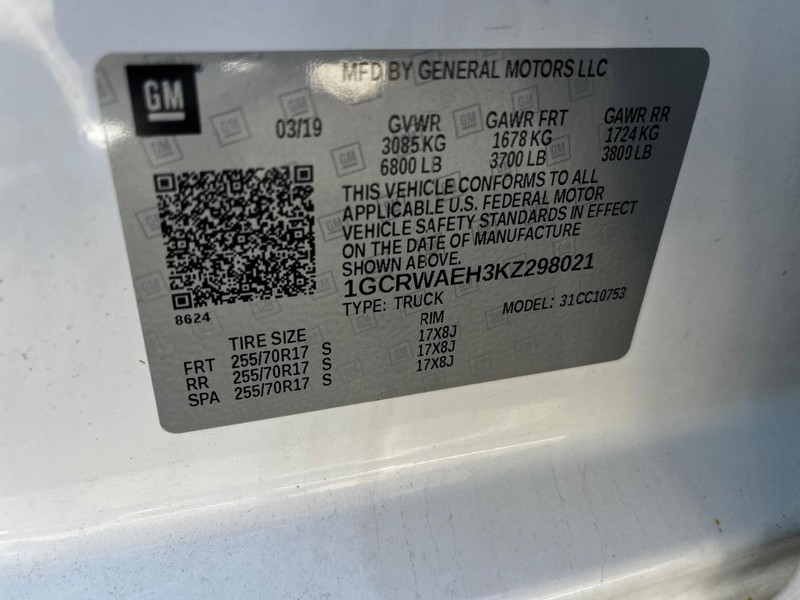 GM
MFD BY GENERAL MOTORS LLC
03/19 GVWR GAWR FRT GAWR RR
3085 KG 1678 KG 1724 KG
6800 LB 3700 LB 3800 LB
THIS VEHICLE CONFORMS TO ALL
APPLICABLE U.S. FEDERAL MOTOR
VEHICLE SAFETY STANDARDS IN EFFECT
ON THE DATE OF MANUFACTURE
SHOWN ABOVE.
1GCRWAEH3KZ298021
8624
TYPE: TRUCK MODEL: 31 CC10753
TIRE SIZE RIM
FRT 255/70R17 S 17X8J
RR 255/70R17 S 17X8J
SPA 255/70R17 S 17X8J